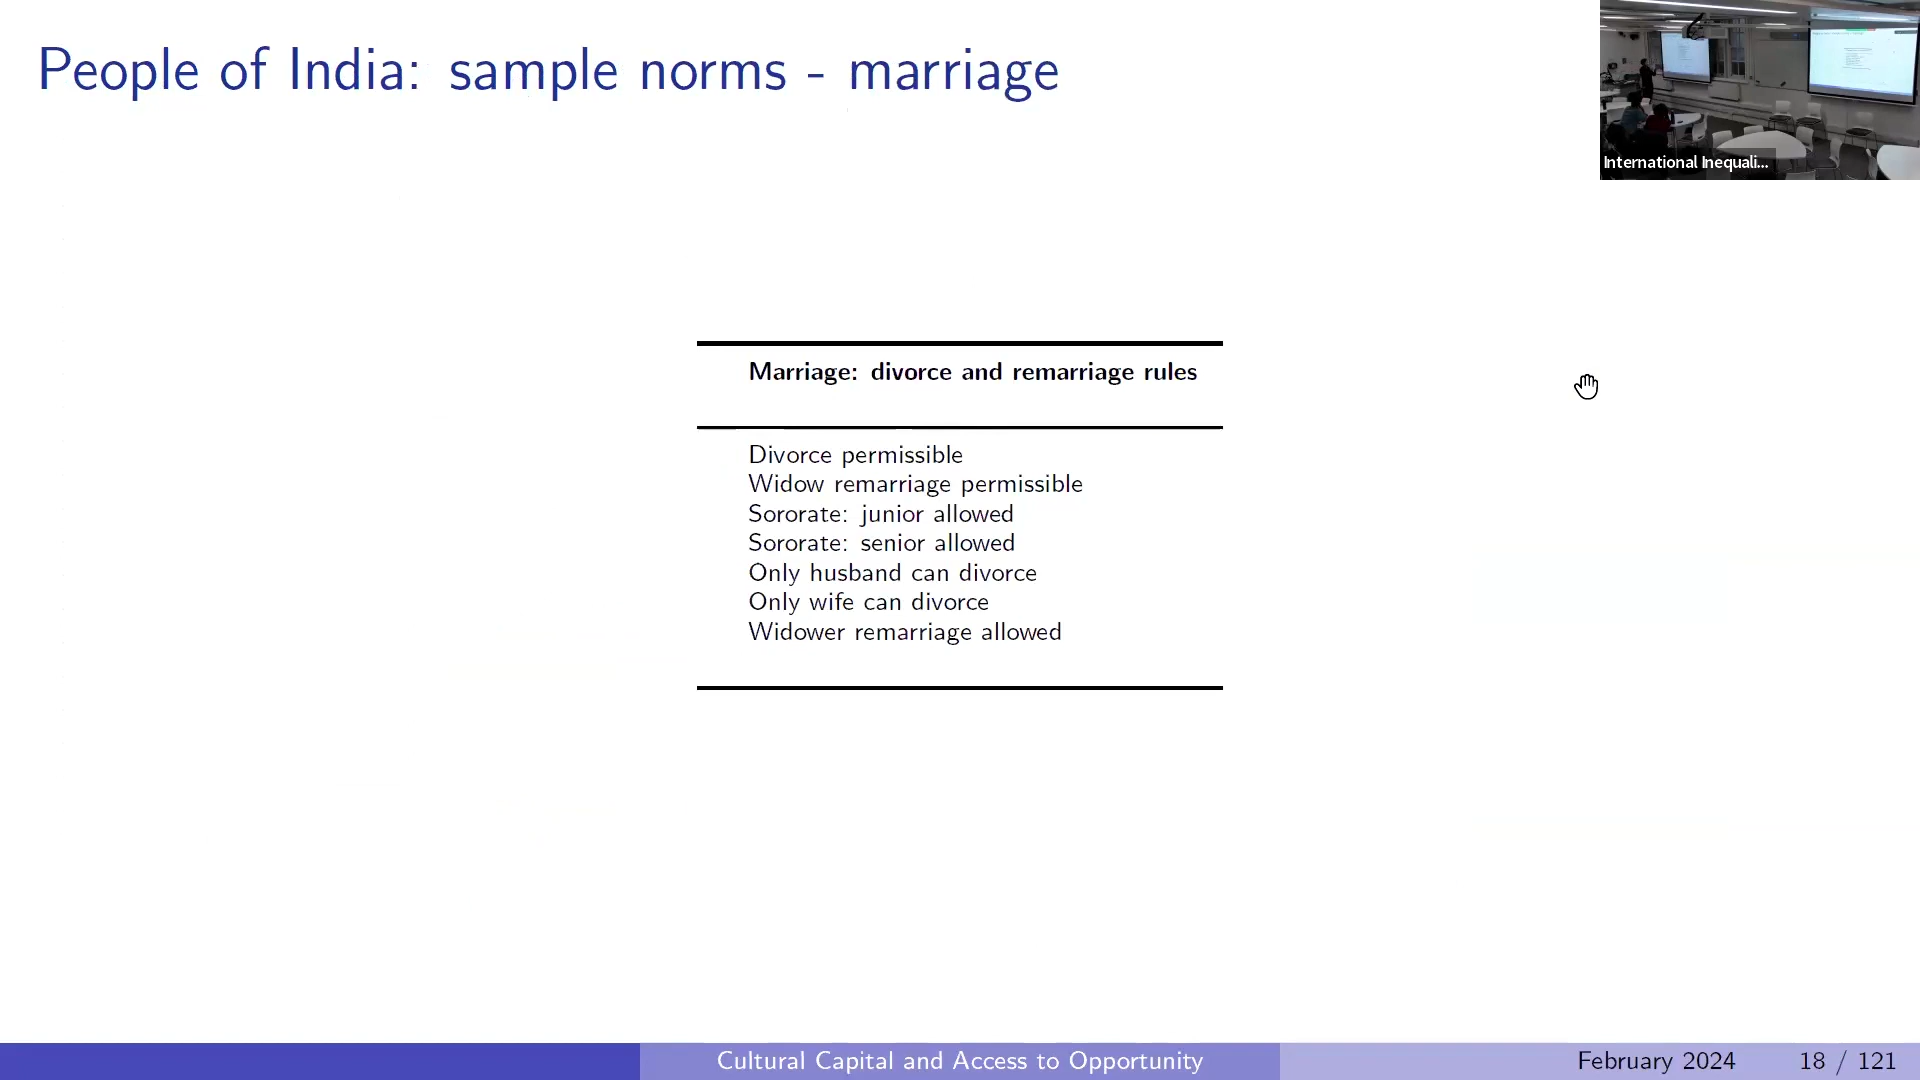 People of India: sample norms - marriage
International Inequali...
Marriage: divorce and remarriage rules
Divorce permissible
Widow remarriage permissible
Sororate: junior allowed
Sororate: senior allowed
Only husband can divorce
Only wife can divorce
Widower remarriage allowed
Cultural Capital and Access to Opportunity
February 2024
18 / 121